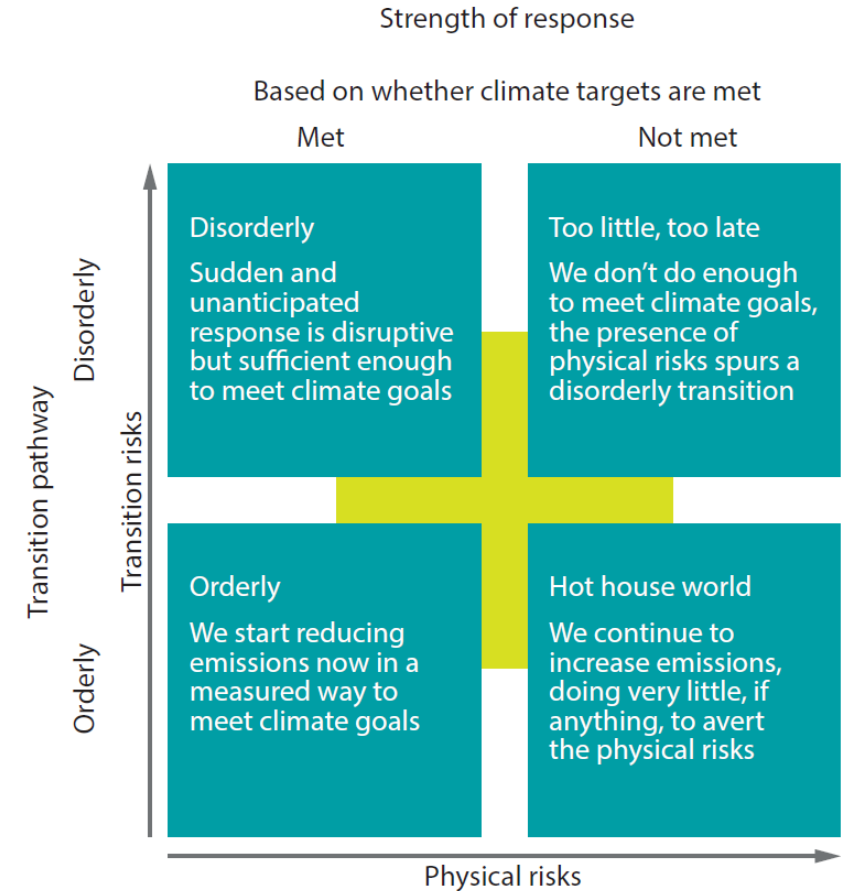 Strength of response
Based on whether climate targets are met
Met
Not met
Transition pathway
Disorderly
Orderly
Transition risks
Disorderly
Sudden and
unanticipated
response is disruptive
but sufficient enough
to meet climate goals
Too little, too late
We don’t do enough
to meet climate goals,
the presence of
physical risks spurs a
disorderly transition
Orderly
We start reducing
emissions now in a
measured way to
meet climate goals
Hot house world
We continue to
increase emissions,
doing very little, if
anything, to avert
the physical risks
Physical risks